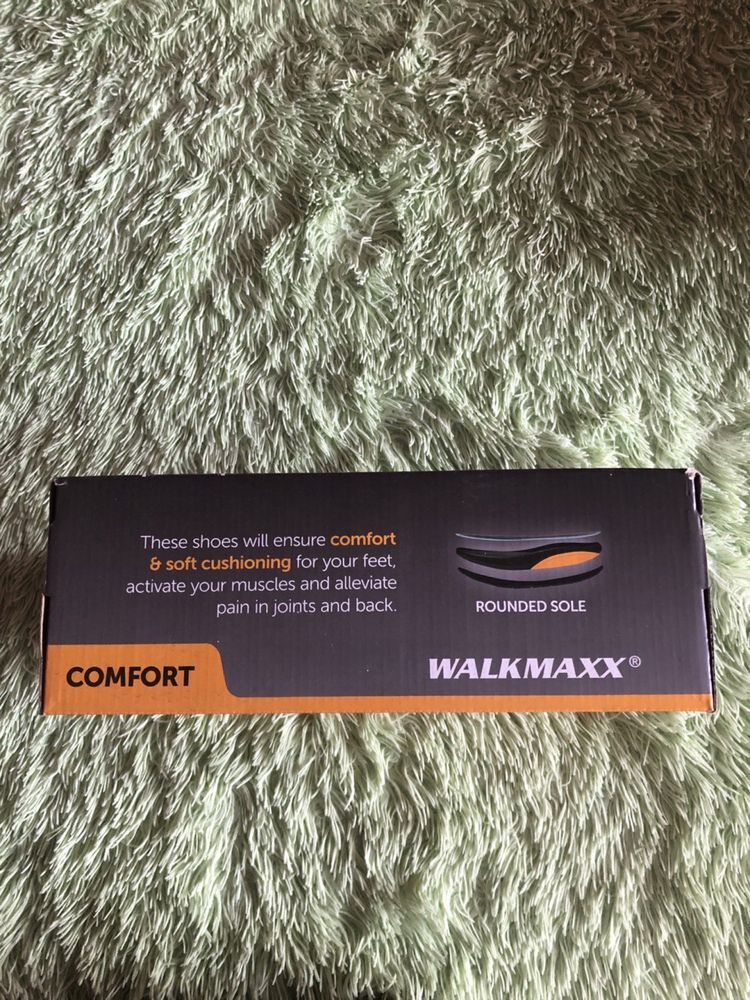 These shoes will ensure comfort
& soft cushioning for your feet,
activate your muscles and alleviate
pain in joints and back.
ROUNDED SOLE
COMFORT
WALKMAXX®